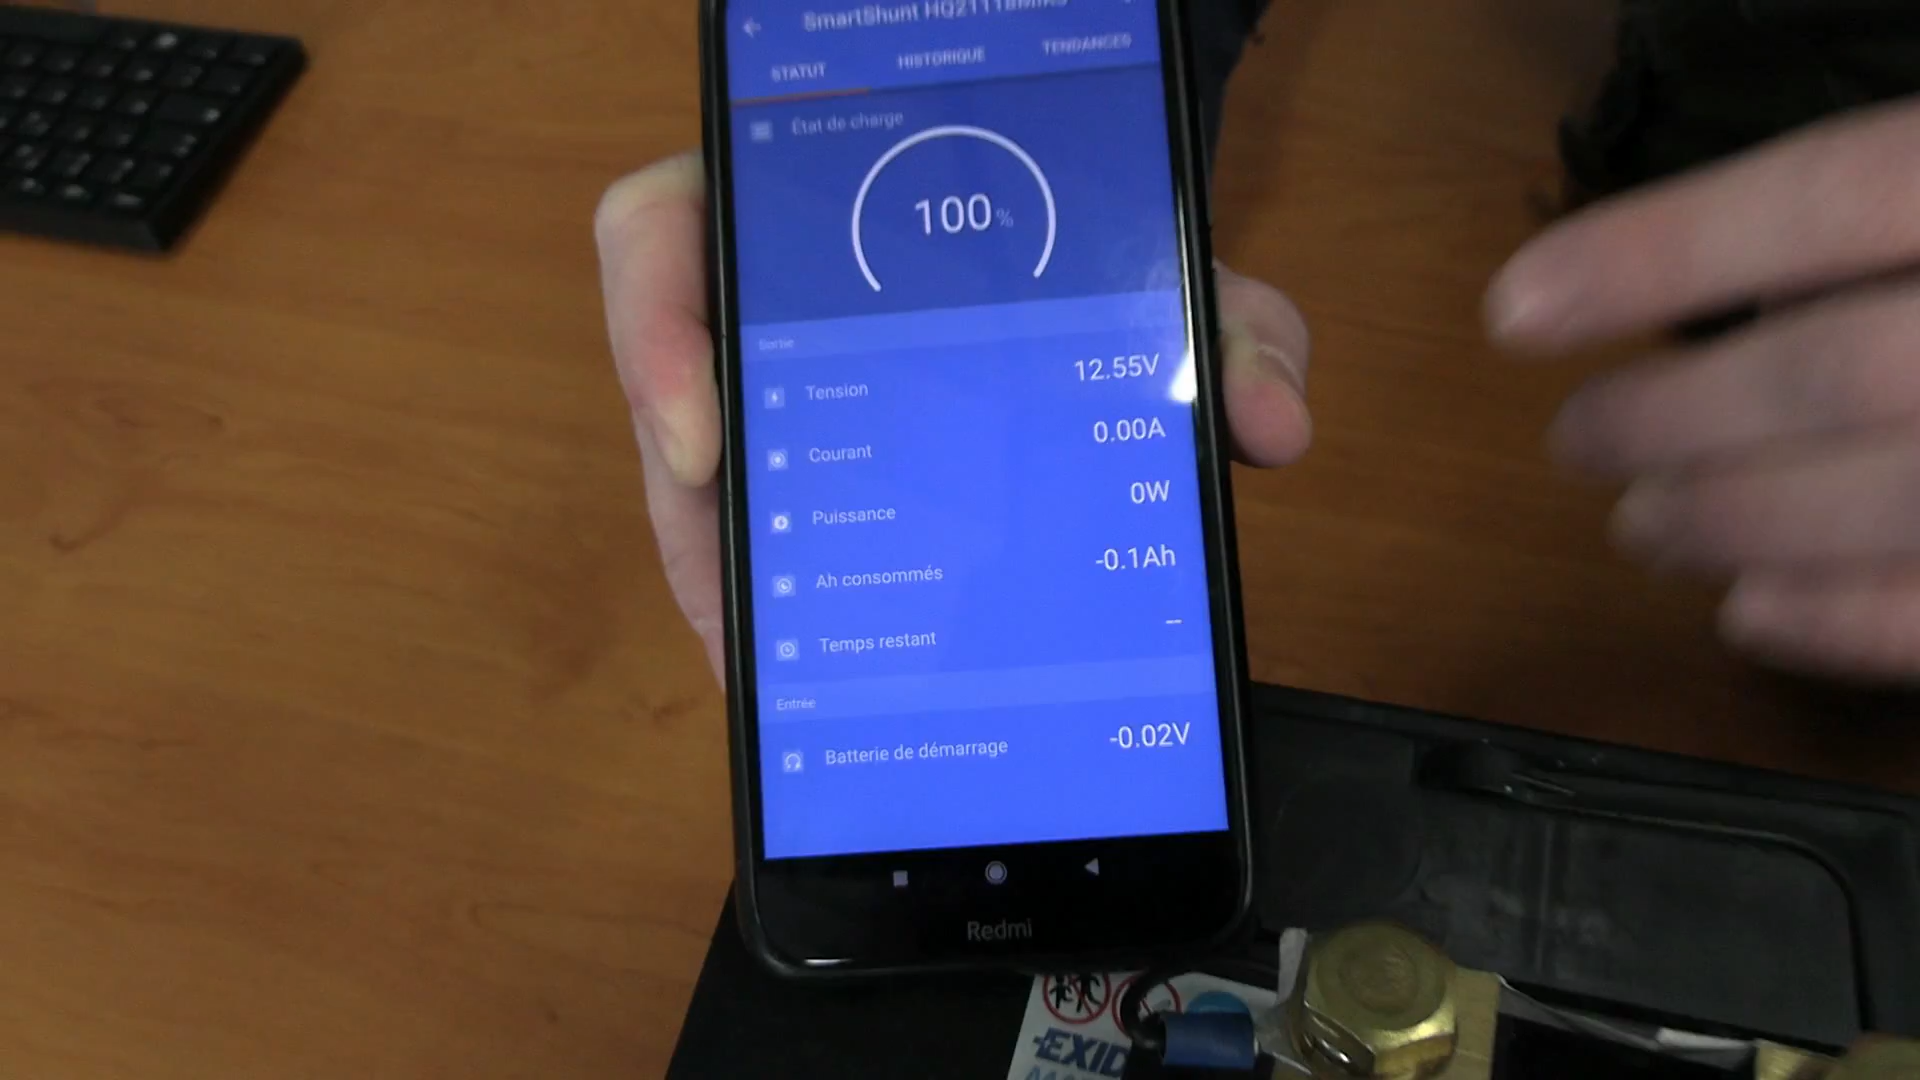 SmartShunt
STATUT
HISTORIQUE
TENDANCES
État de charge
100%
Sortie
Tension
12.55V
Courant
0.00A
Puissance
0W
Ah consommés
-0.1Ah
Temps restant
--
Entrée
Batterie de démarrage
-0.02V
Redmi
EXID